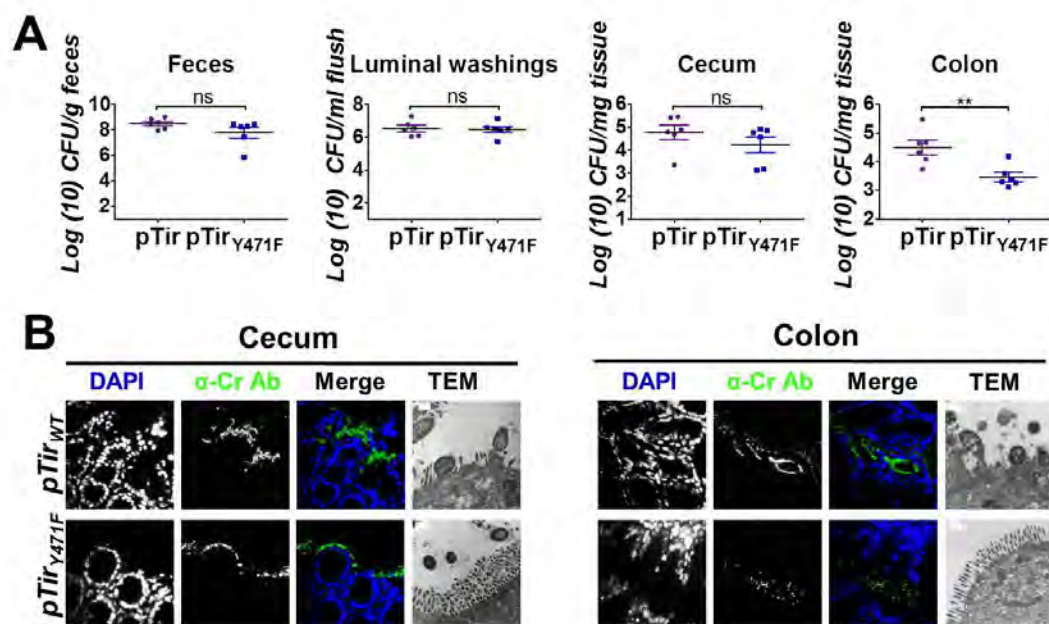 A
Feces
Log (10) CFU/g feces
ns
10
8
6
4
2
pTir pTirY471F
Luminal washings
Log (10) CFU/ml flush
ns
8
6
4
2
pTir pTirY471F
Cecum
Log (10) CFU/mg tissue
ns
6
5
4
3
2
1
pTir pTirY471F
Colon
Log (10) CFU/mg tissue
**
6
5
4
3
2
pTir pTirY471F
B
Cecum
DAPI α-Cr Ab Merge TEM
Colon
DAPI α-Cr Ab Merge TEM
pTirWT
pTirY471F